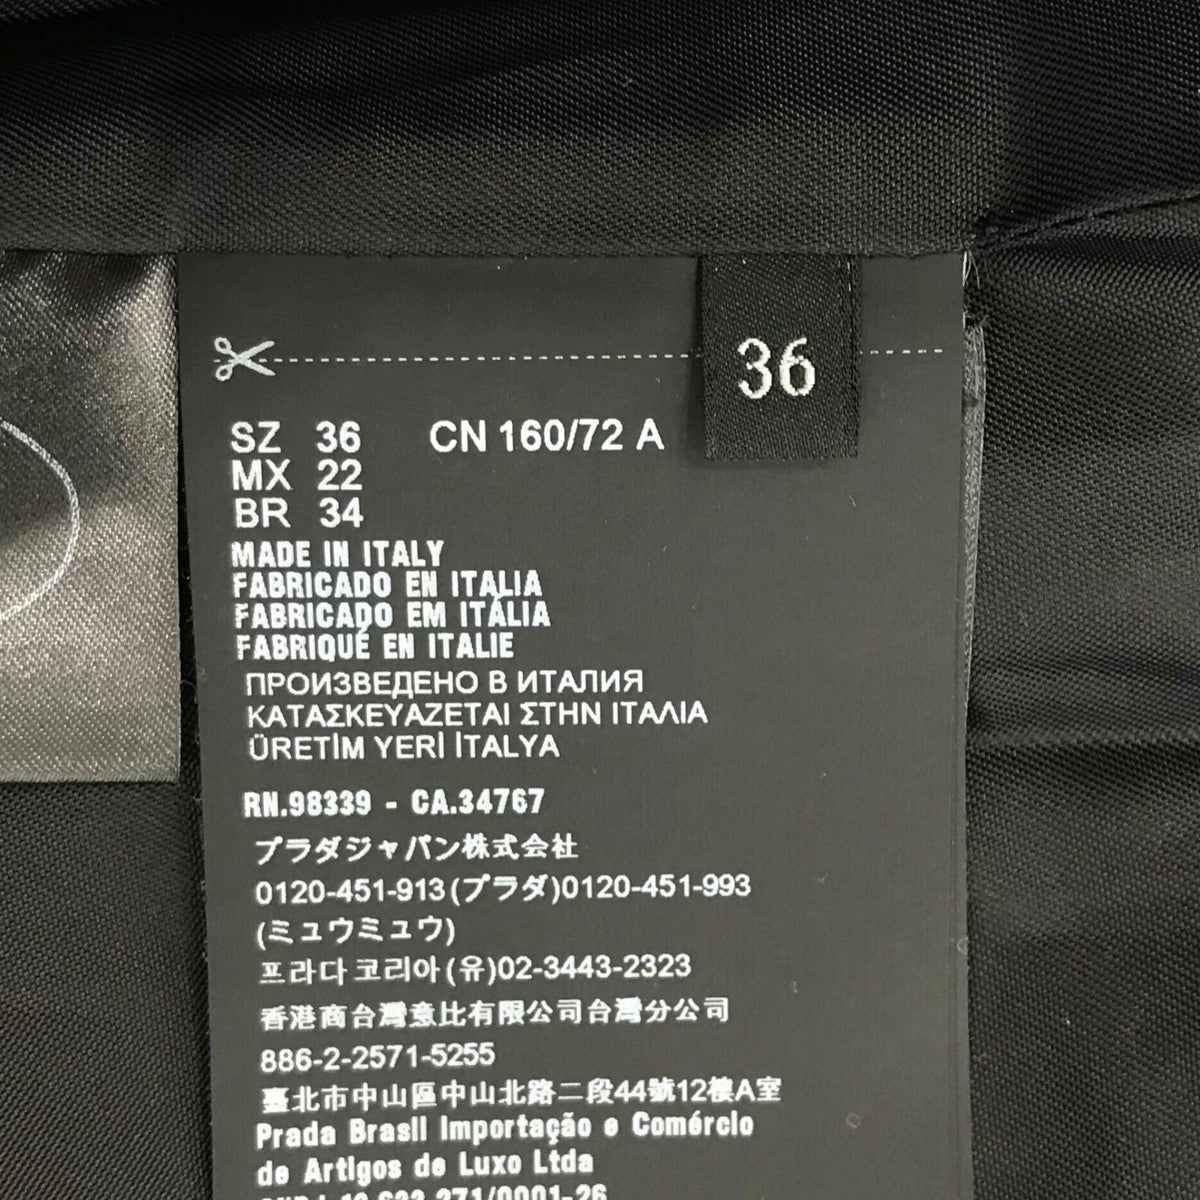 36
SZ 36 CN 160/72 A
MX 22
BR 34
MADE IN ITALY
FABRICADO EN ITALIA
FABRICADO EM ITÁLIA
FABRIQUÉ EN ITALIE
ПРОИЗВЕДЕНО В ИТАЛИЯ
ΚΑΤΑΣΚΕΥΑΖΕΤΑΙ ΣΤΗΝ ΙΤΑΛΙΑ
ÜRETİM YERİ İTALYA
RN.98339 - CA.34767
プラダジャパン株式会社
0120-451-913(プラダ)0120-451-993
(ミュウミュウ)
프라다코리아(유)02-3443-2323
香港商台灣意比有限公司台灣分公司
886-2-2571-5255
臺北市中山區中山北路二段44號12樓A室
Prada Brasil Importação e Comércio
de Artigos de Luxo Ltda